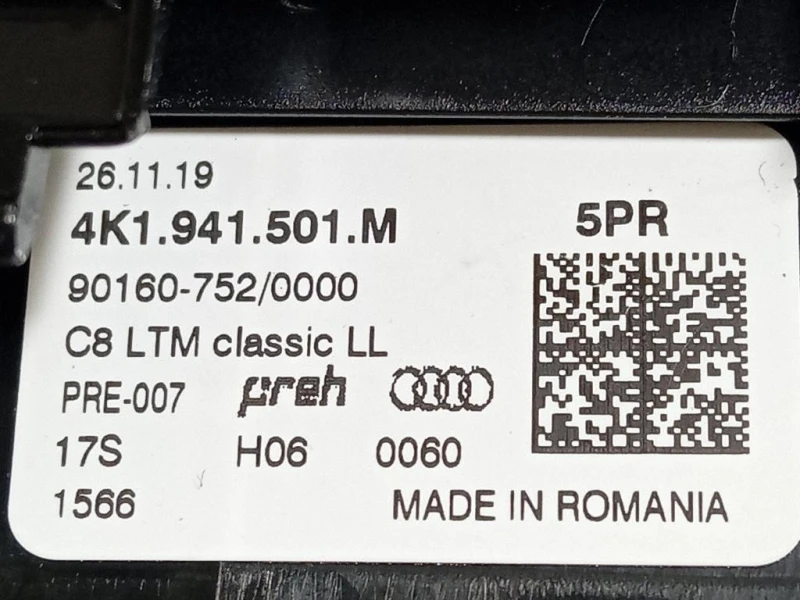 26.11.19
4K1.941.501.M 5PR
90160-752/0000
C8 LTM classic LL
PRE-007 preh
17S H06 0060
1566 MADE IN ROMANIA